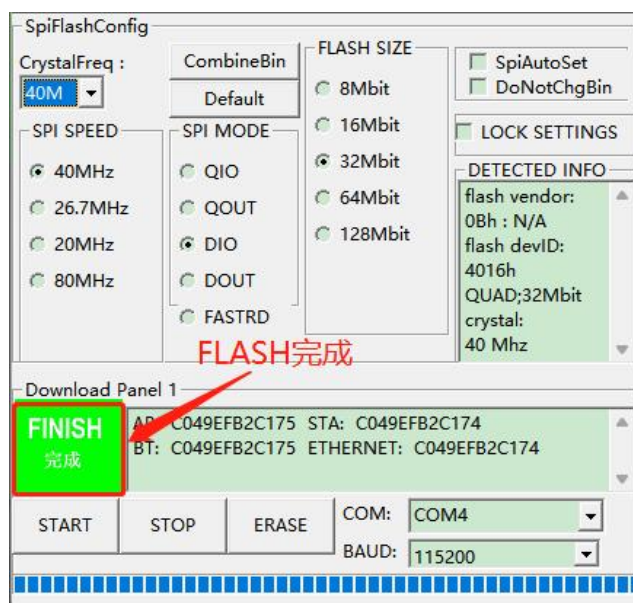 SpiFlashConfig
CrystalFreq :
40M
CombineBin
Default
SPI SPEED
40MHz
26.7MHz
20MHz
80MHz
SPI MODE
QIO
QOUT
DIO
DOUT
FASTRD
FLASH SIZE
8Mbit
16Mbit
32Mbit
64Mbit
128Mbit
SpiAutoSet
DoNotChgBin
LOCK SETTINGS
DETECTED INFO
flash vendor:
0Bh : N/A
flash devID:
4016h
QUAD;32Mbit
crystal:
40 Mhz
FLASH完成
Download Panel 1
FINISH
完成
AP: C049EFB2C175 STA: C049EFB2C174
BT: C049EFB2C175 ETHERNET: C049EFB2C174
START
STOP
ERASE
COM:
COM4
BAUD:
115200